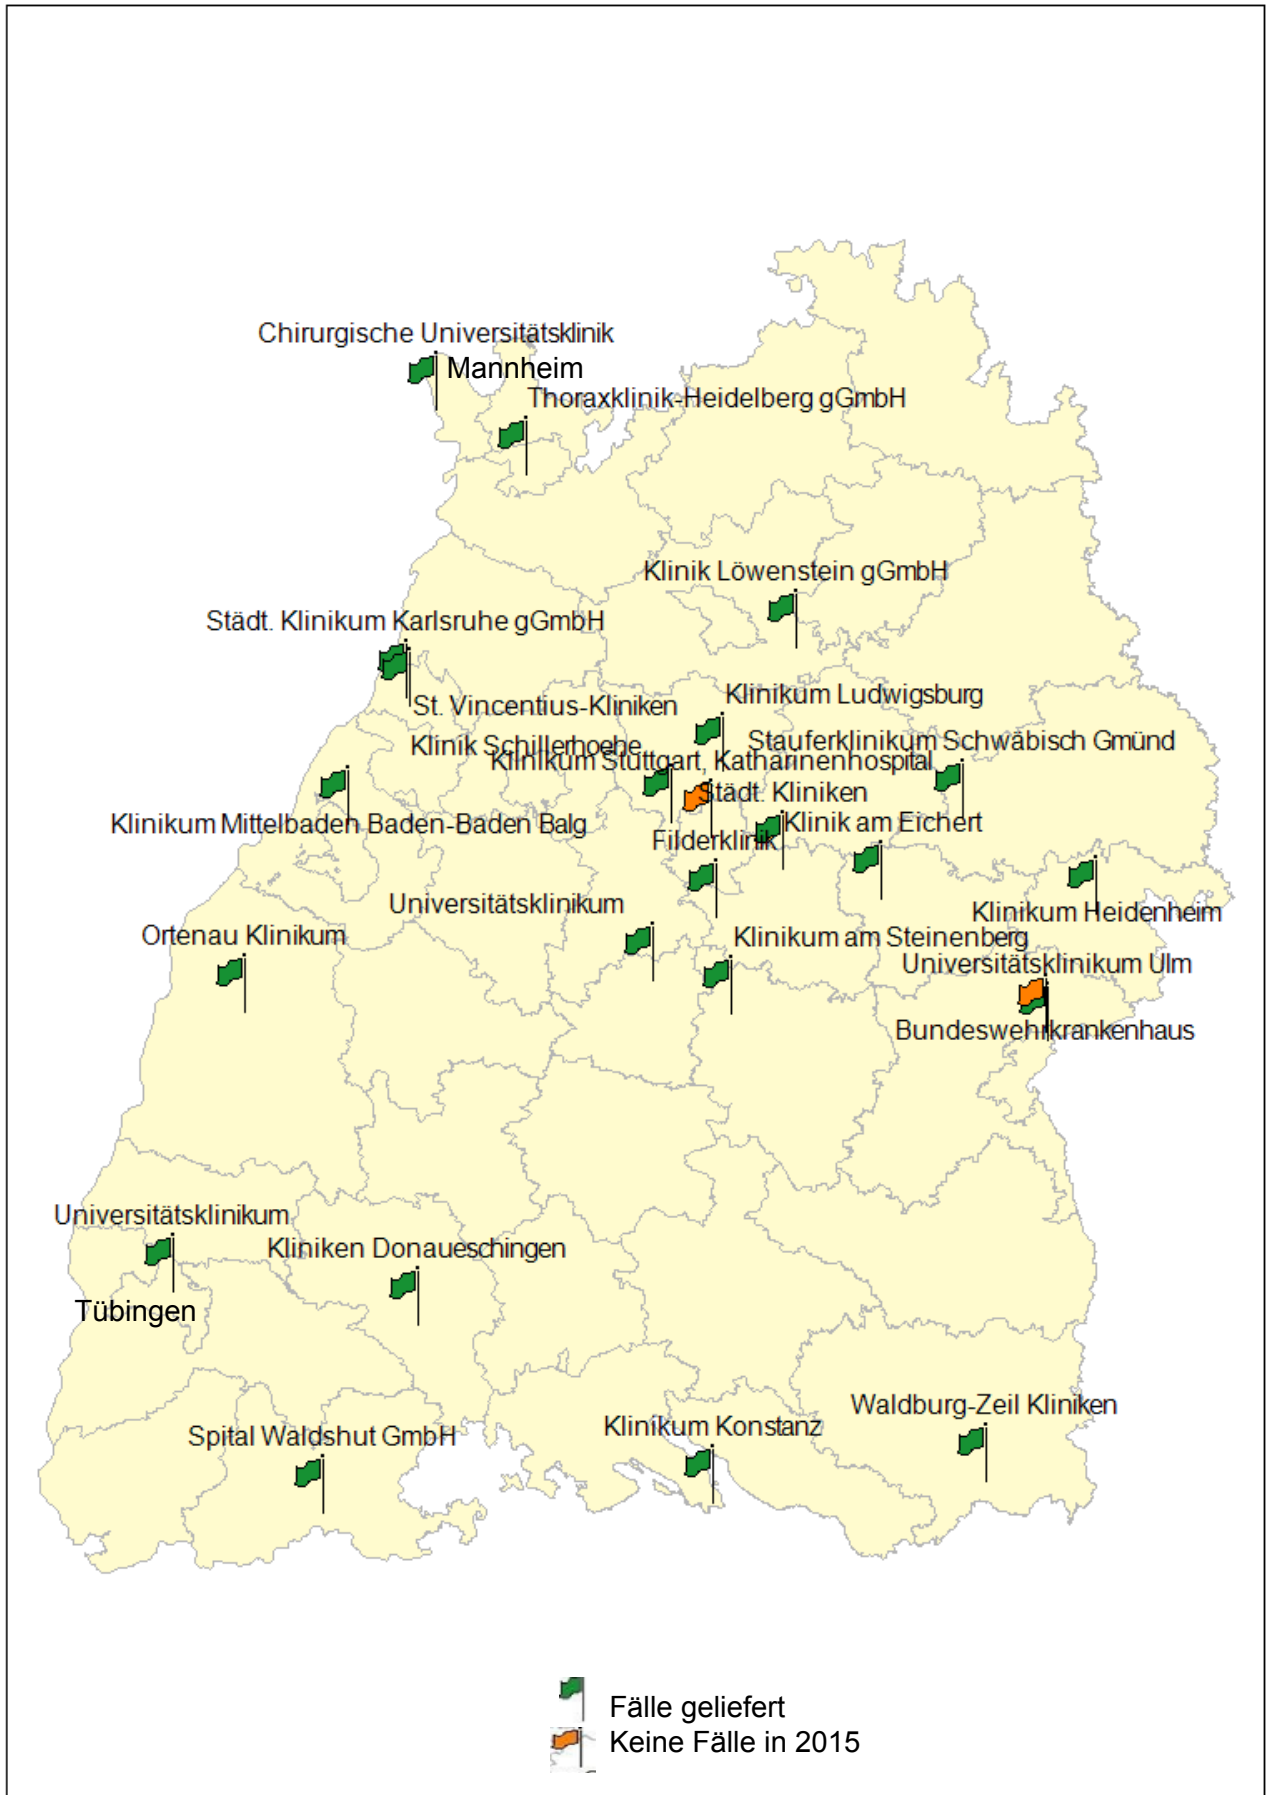 Chirurgische Universitätsklinik
Mannheim
Thoraxklinik-Heidelberg gGmbH
Klinik Löwenstein gGmbH
Städt. Klinikum Karlsruhe gGmbH
St. Vincentius-Kliniken
Klinikum Ludwigsburg
Klinik Schillerhoehe
Stauferklinikum Schwäbisch Gmünd
Klinikum Stuttgart, Katharinenhospital
Städt. Kliniken
Klinikum Mittelbaden Baden-Baden Balg
Klinik am Eichert
Filderklinik
Universitätsklinikum
Klinikum Heidenheim
Ortenau Klinikum
Klinikum am Steinenberg
Universitätsklinikum Ulm
Bundeswehrkrankenhaus
Universitätsklinikum
Kliniken Donaueschingen
Tübingen
Waldburg-Zeil Kliniken
Klinikum Konstanz
Spital Waldshut GmbH
Fälle geliefert
Keine Fälle in 2015